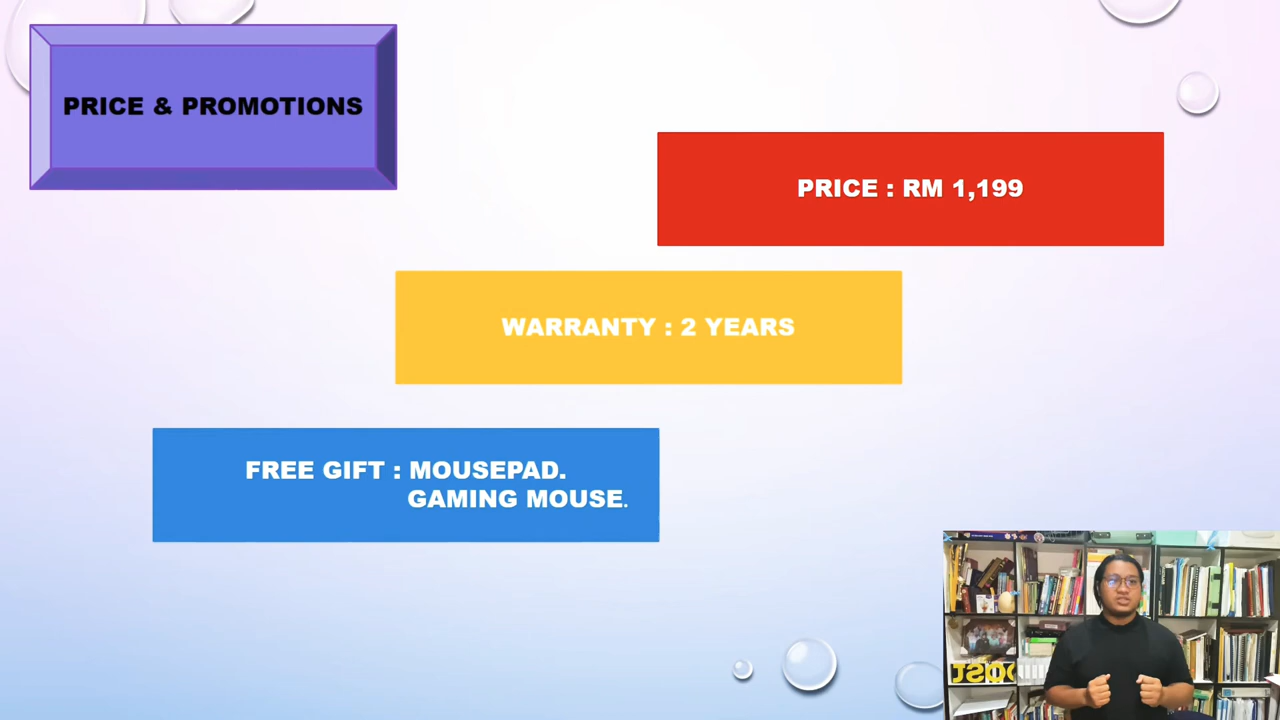 PRICE & PROMOTIONS
PRICE : RM 1,199
WARRANTY : 2 YEARS
FREE GIFT : MOUSEPAD.
GAMING MOUSE.